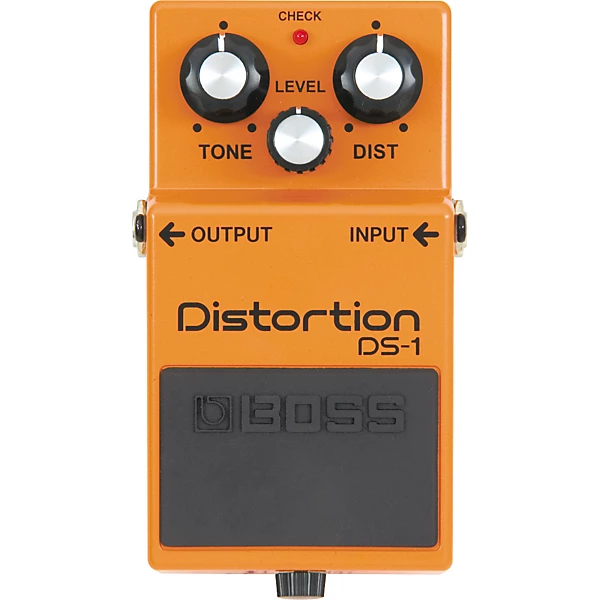 CHECK
LEVEL
TONE DIST
OUTPUT INPUT
Distortion
DS-1
BOSS